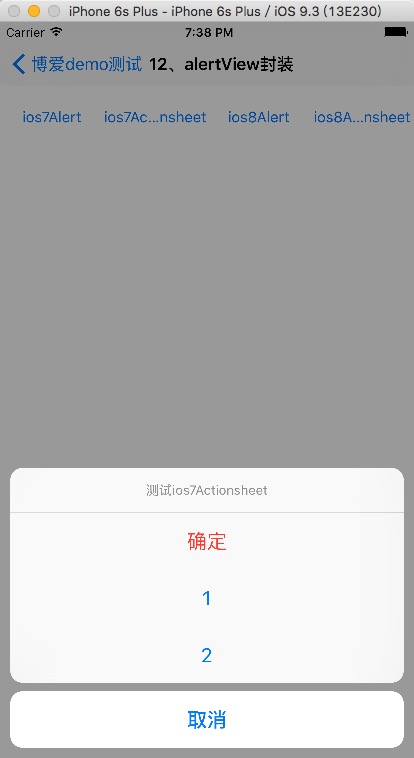 iPhone 6s Plus - iPhone 6s Plus / iOS 9.3 (13E230)
Carrier 7:38 PM
博爱demo测试 12、alertView封装
ios7Alert ios7Ac...nsheet ios8Alert ios8A...nsheet
测试ios7Actionsheet
确定
1
2
取消